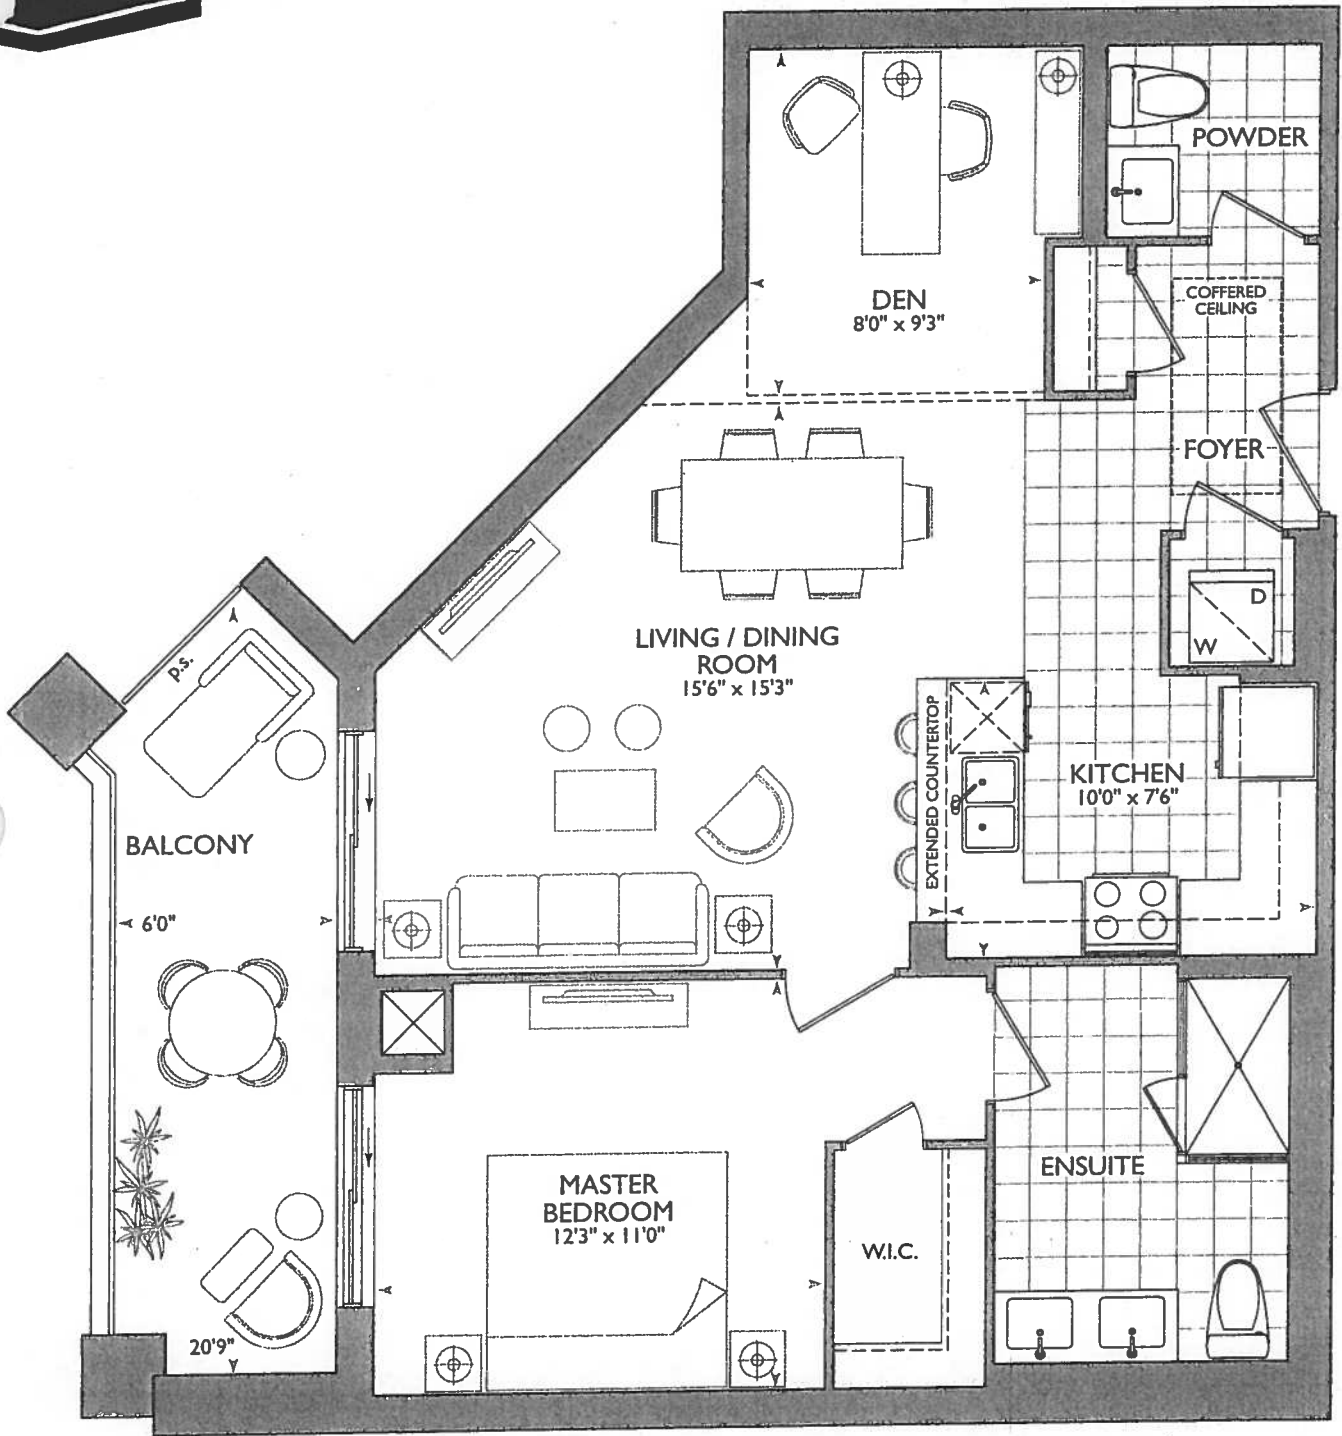 POWDER
COFFERED
CEILING
DEN
8'0" x 9'3"
FOYER
D
W
LIVING / DINING
ROOM
15'6" x 15'3"
p.s.
EXTENDED COUNTERTOP
KITCHEN
10'0" x 7'6"
BALCONY
6'0"
ENSUITE
MASTER
BEDROOM
12'3" x 11'0"
W.I.C.
20'9"